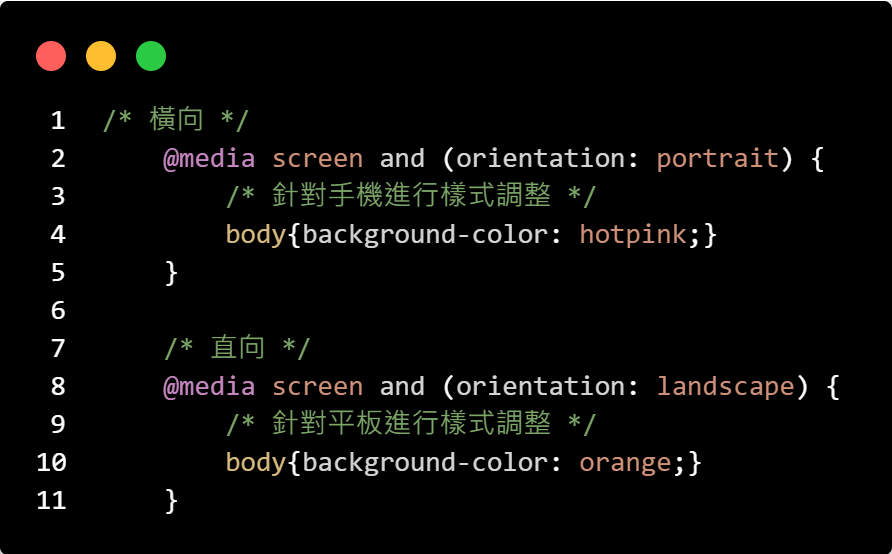 1 /* 橫向 */
2 @media screen and (orientation: portrait) {
3 /* 針對手機進行樣式調整 */
4 body{background-color: hotpink;}
5 }
6
7 /* 直向 */
8 @media screen and (orientation: landscape) {
9 /* 針對平板進行樣式調整 */
10 body{background-color: orange;}
11 }